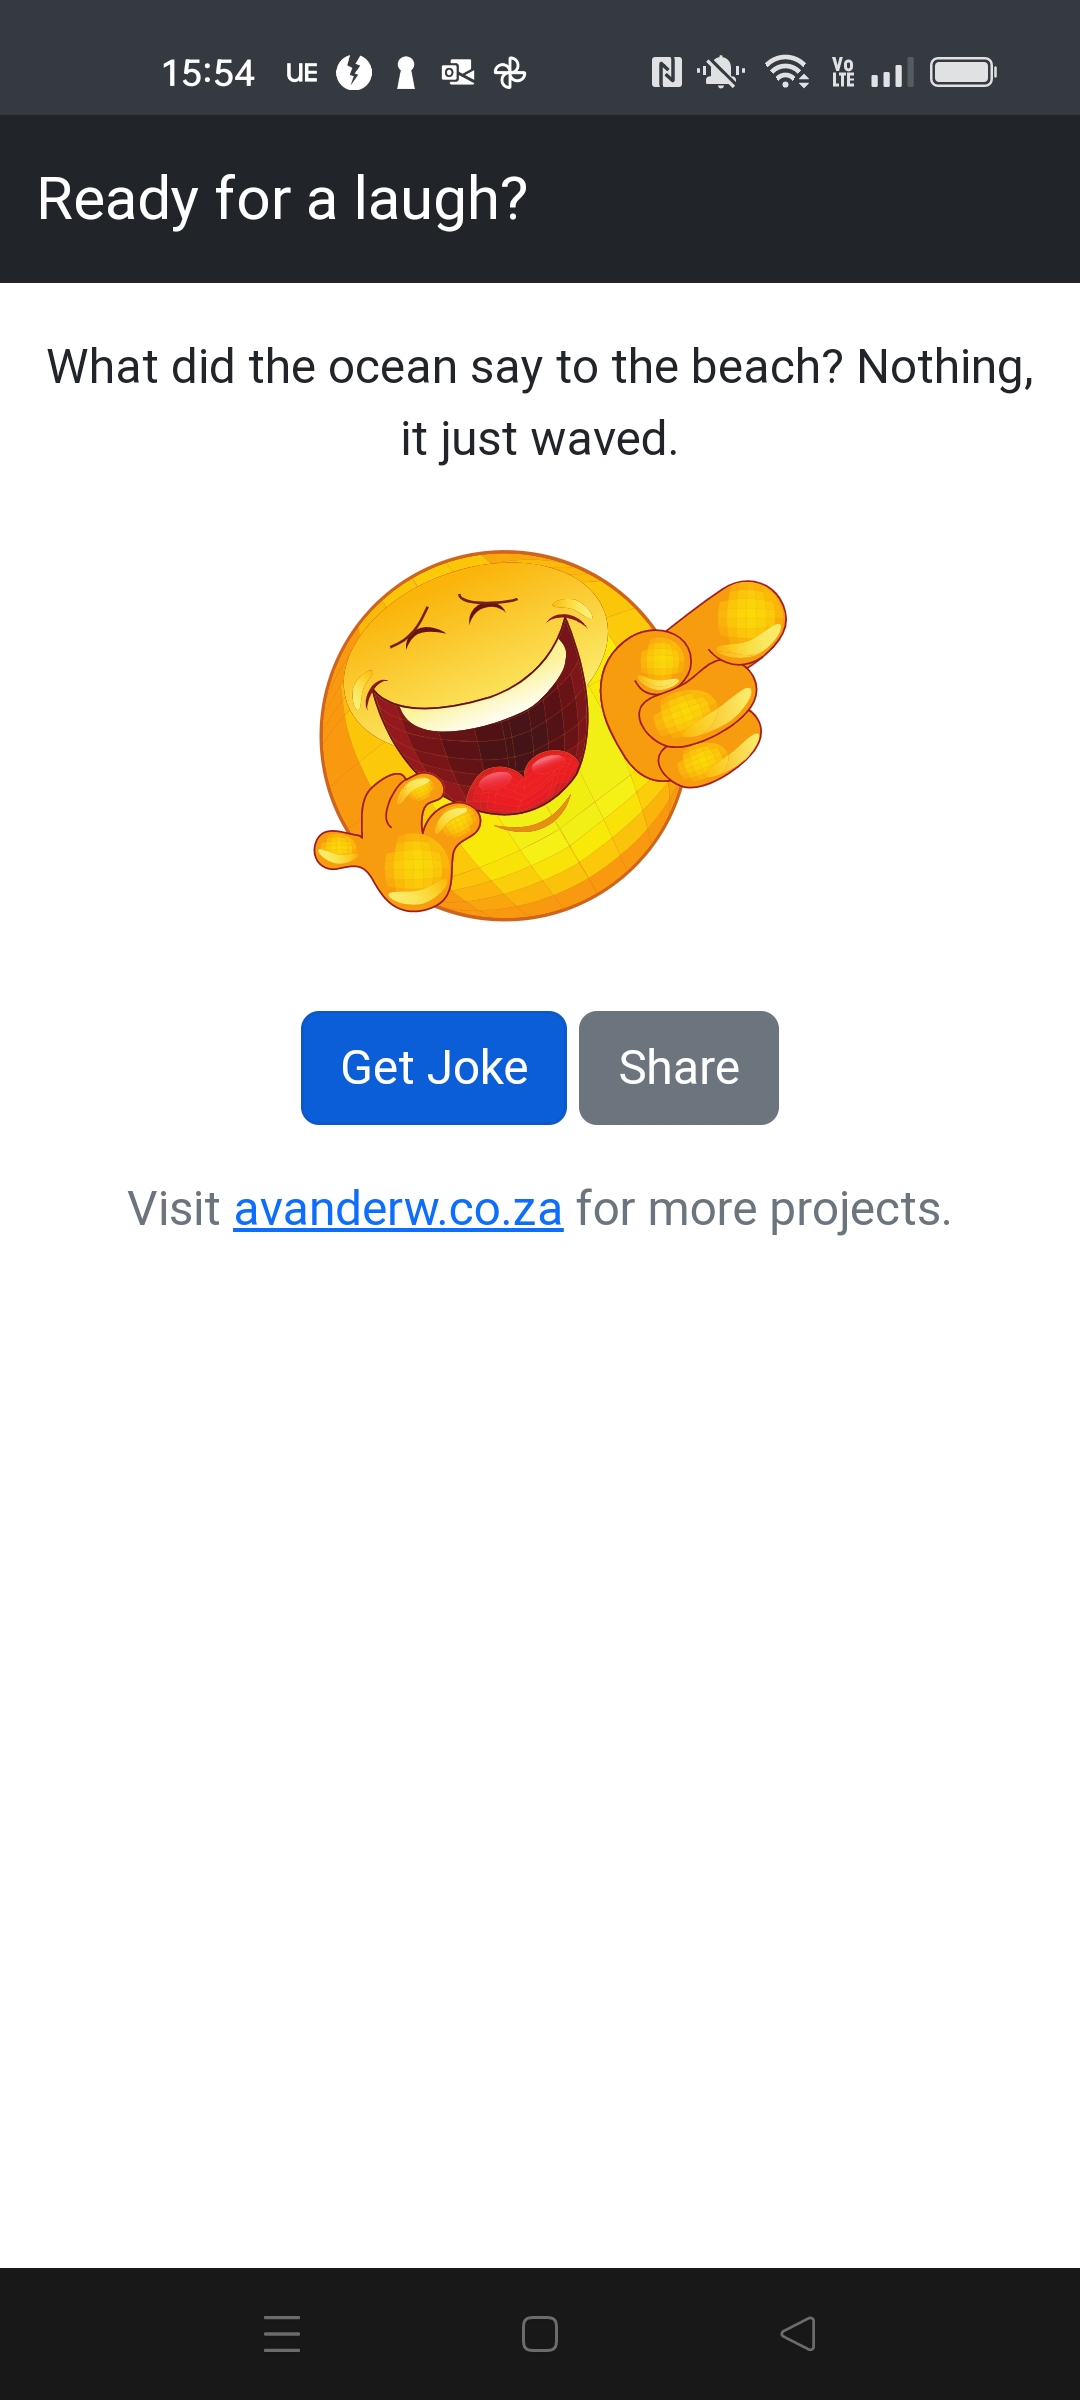 15:54 UE Vo LTE
Ready for a laugh?
What did the ocean say to the beach? Nothing,
it just waved.
Get Joke Share
Visit avanderw.co.za for more projects.